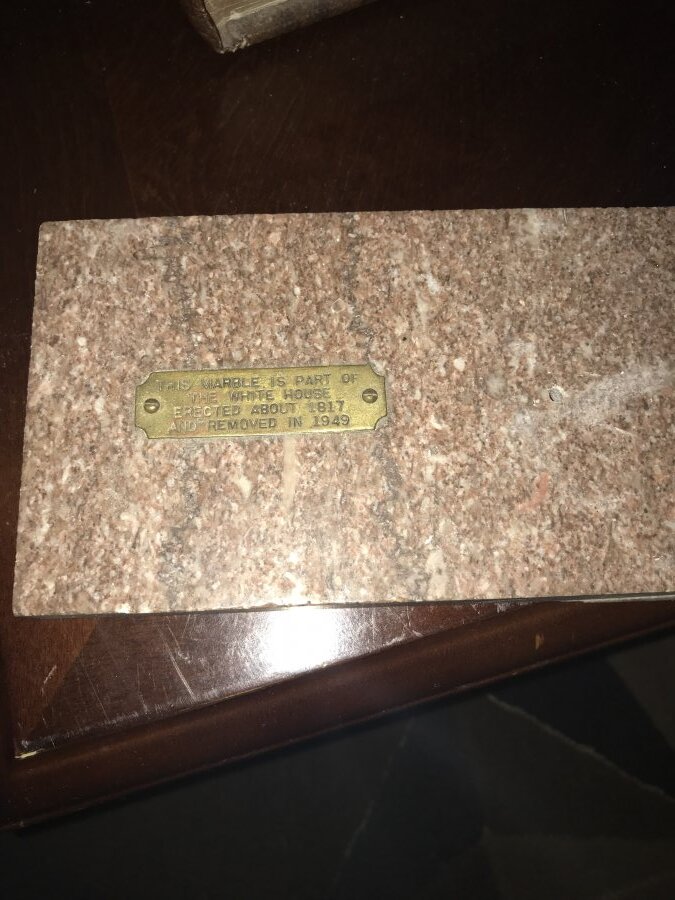 THIS MARBLE IS PART OF
THE WHITE HOUSE
ERECTED ABOUT 1817
AND REMOVED IN 1949